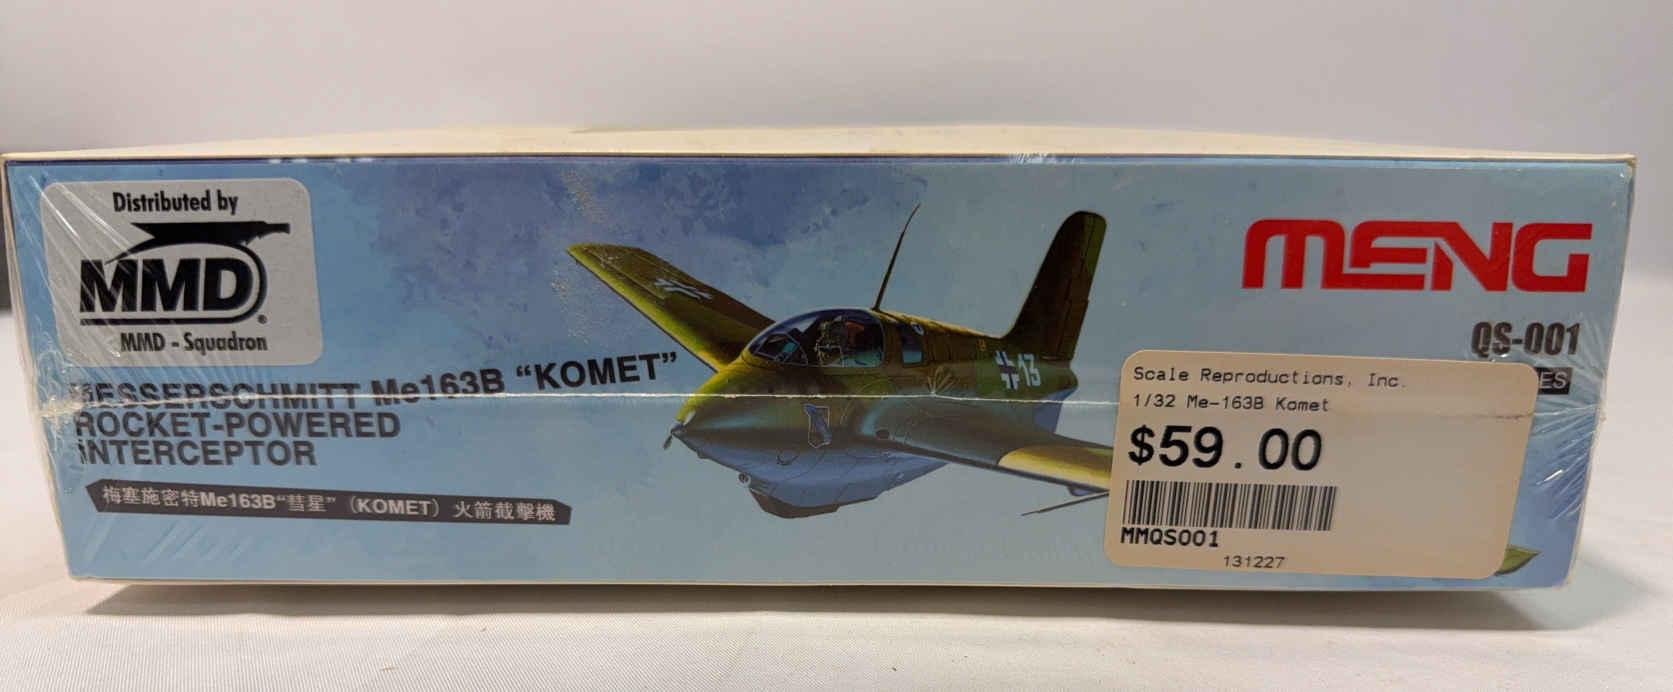 Distributed by
MMD
®
MMD - Squadron
MESSERSCHMITT Me163B “KOMET”
ROCKET-POWERED
INTERCEPTOR
梅塞施密特Me163B“彗星”（KOMET）火箭截擊機
13
MENG
QS-001
ES
Scale Reproductions, Inc.
1/32 Me-163B Komet
$59.00
MMQS001
131227